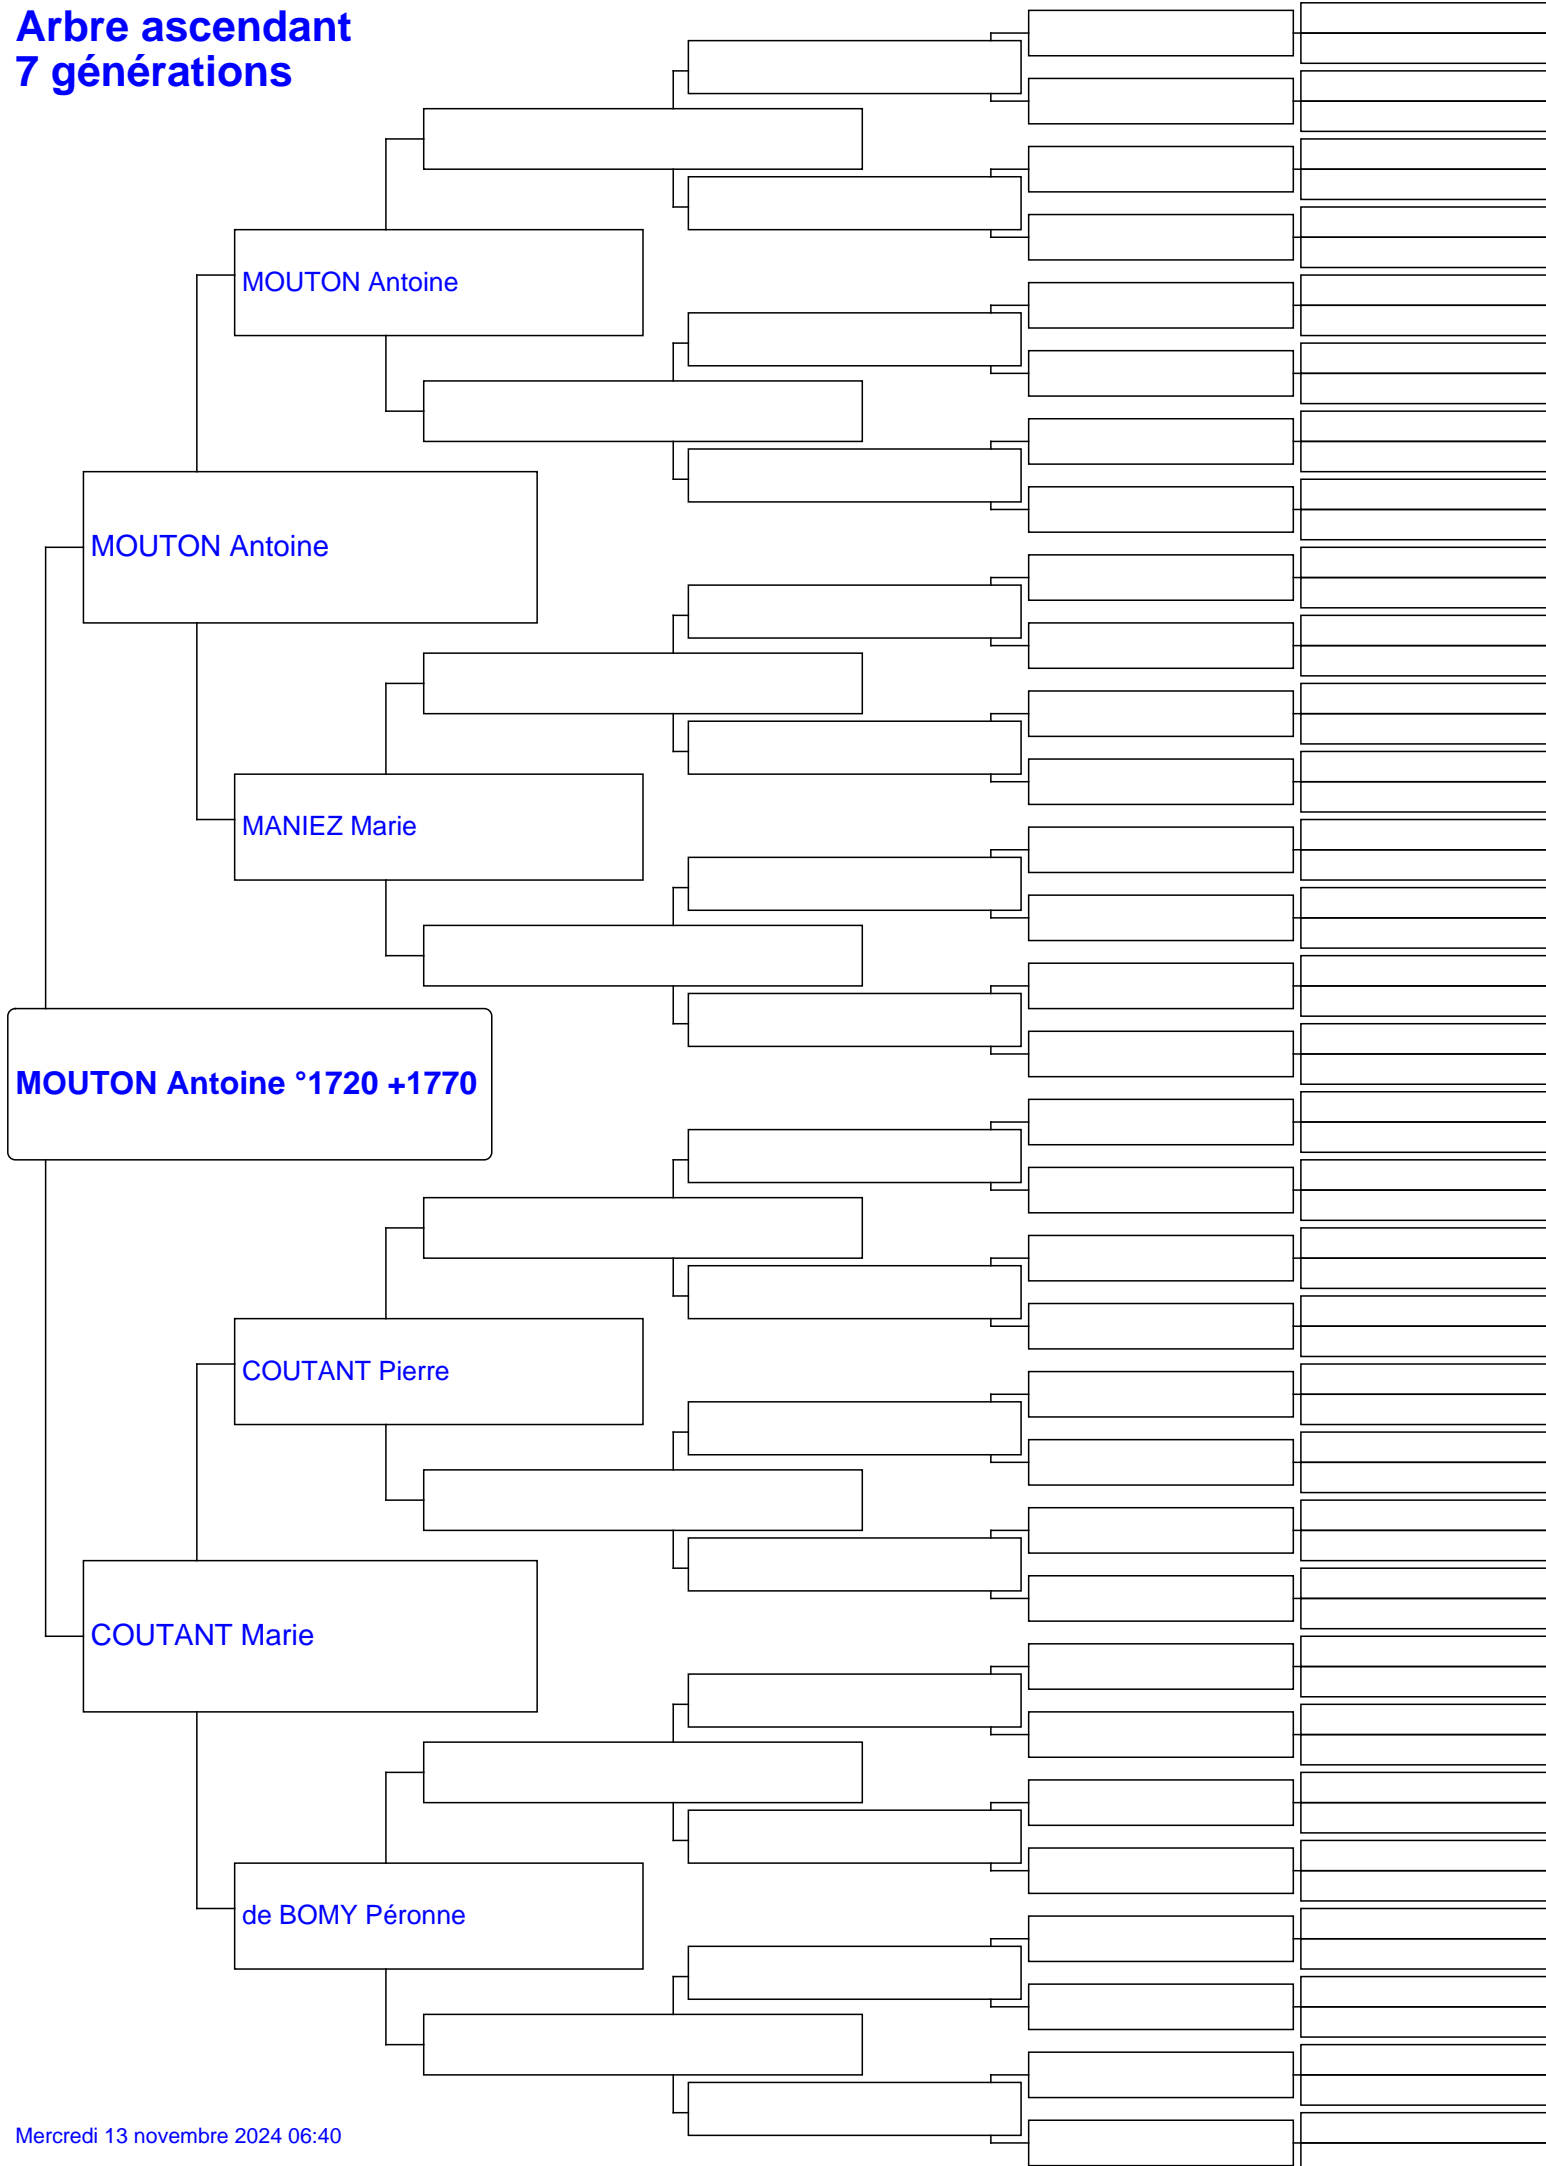 Arbre ascendant
7 générations
MOUTON Antoine
MOUTON Antoine
MANIEZ Marie
MOUTON Antoine °1720 +1770
COUTANT Pierre
COUTANT Marie
de BOMY Péronne
Mercredi 13 novembre 2024 06:40